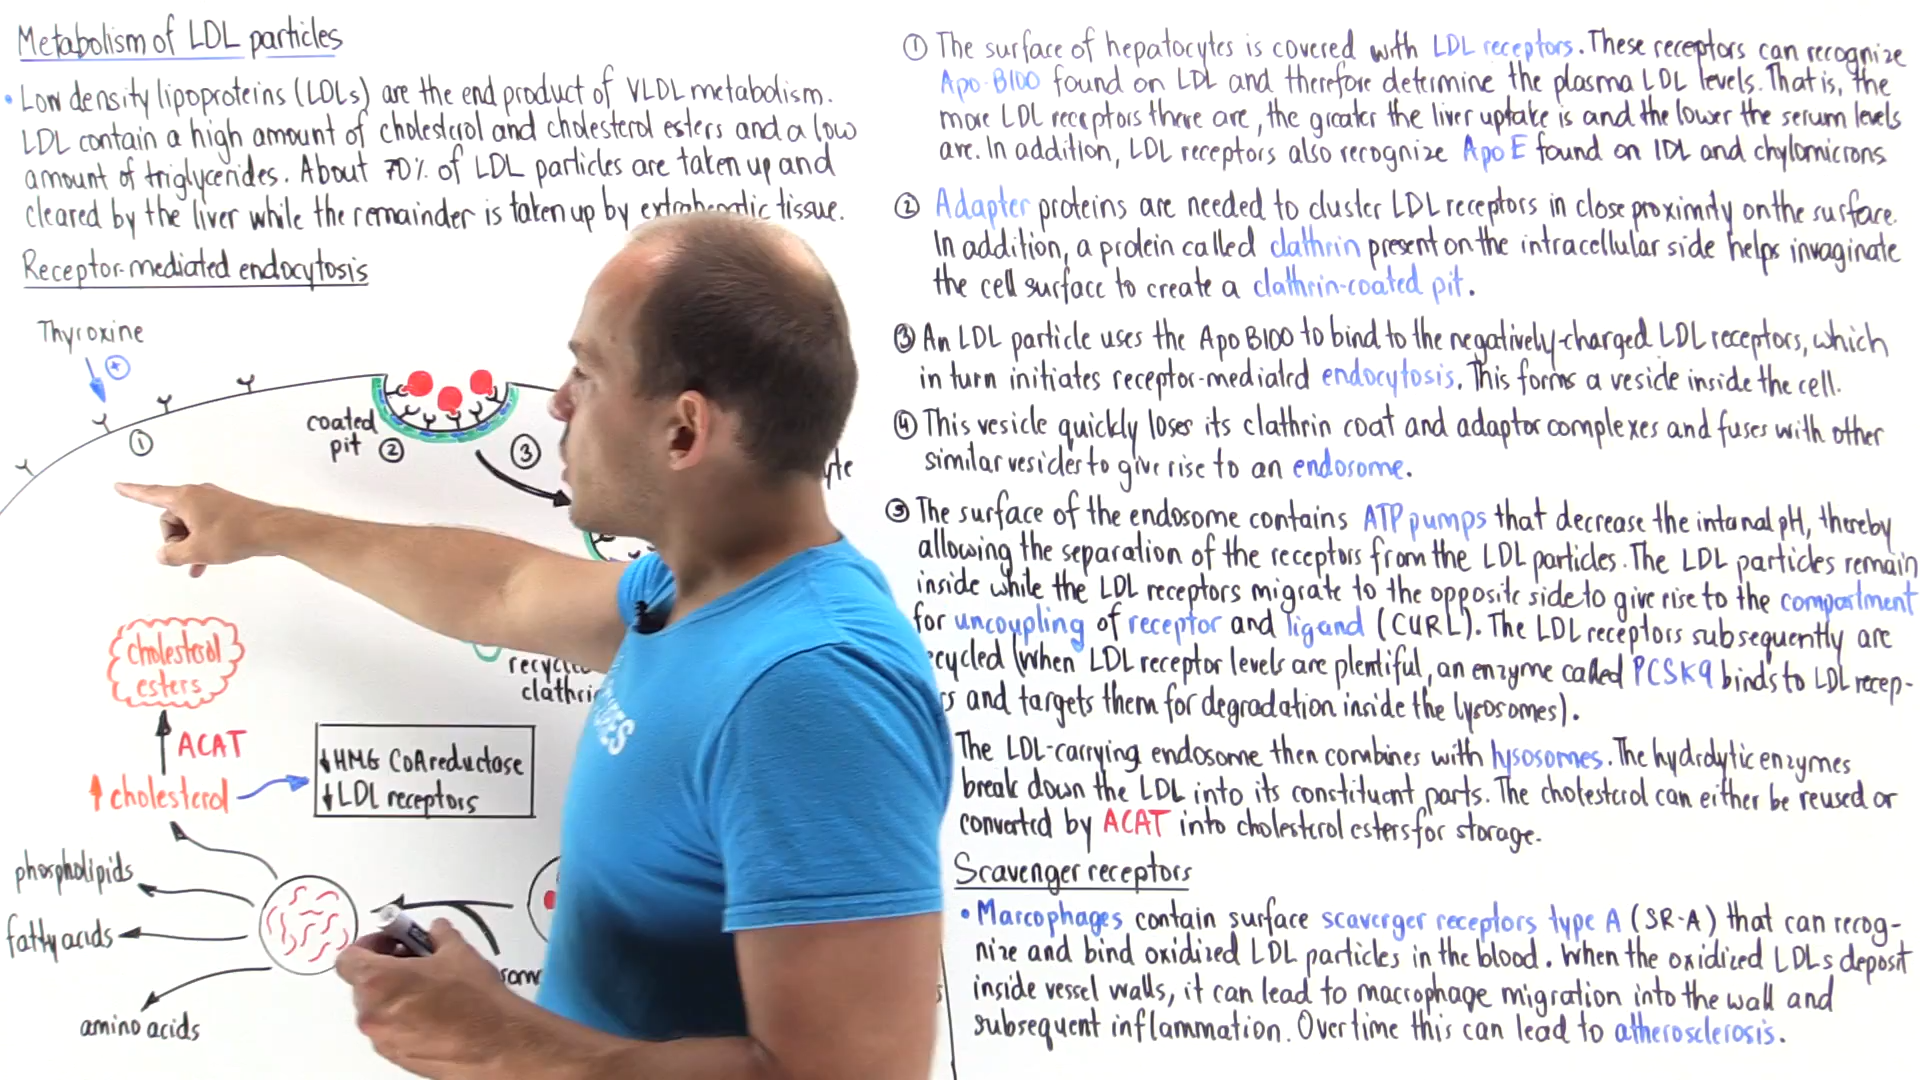 Metabolism of LDL particles
• Low density lipoproteins (LDLs) are the end product of VLDL metabolism.
LDL contain a high amount of cholesterol and cholesterol esters and a low
amount of triglycerides. About 70% of LDL particles are taken up and
cleared by the liver while the remainder is taken up by extrahepatic tissue.
Receptor-mediated endocytosis
Thyroxine
+
①
coated
pit ②
③
cholesterol
esters
ACAT
↑ cholesterol
↓ HMG CoA reductase
↓ LDL receptors
clathrin
phospholipids
fatty acids
amino acids
① The surface of hepatocytes is covered with LDL receptors. These receptors can recognize
Apo-B100 found on LDL and therefore determine the plasma LDL levels. That is, the
more LDL receptors there are, the greater the liver uptake is and the lower the serum levels
are. In addition, LDL receptors also recognize Apo E found on IDL and chylomicrons
② Adapter proteins are needed to cluster LDL receptors in close proximity on the surface.
In addition, a protein called clathrin present on the intracellular side helps invaginate
the cell surface to create a clathrin-coated pit.
③ An LDL particle uses the Apo B100 to bind to the negatively-charged LDL receptors, which
in turn initiates receptor-mediated endocytosis. This forms a vesicle inside the cell.
④ This vesicle quickly loses its clathrin coat and adaptor complexes and fuses with other
similar vesicles to give rise to an endosome.
⑤ The surface of the endosome contains ATP pumps that decrease the internal pH, thereby
allowing the separation of the receptors from the LDL particles. The LDL particles remain
inside while the LDL receptors migrate to the opposite side to give rise to the compartment
for uncoupling of receptor and ligand (CURL). The LDL receptors subsequently are
ecycled (when LDL receptor levels are plentiful, an enzyme called PCSK9 binds to LDL recep-
s and targets them for degradation inside the lysosomes).
The LDL-carrying endosome then combines with lysosomes. The hydrolytic enzymes
break down the LDL into its constituent parts. The cholesterol can either be reused or
converted by ACAT into cholesterol esters for storage.
Scavenger receptors
• Marcophages contain surface scavenger receptors type A (SR-A) that can recog-
nize and bind oxidized LDL particles in the blood. When the oxidized LDLs deposit
inside vessel walls, it can lead to macrophage migration into the wall and
subsequent inflammation. Over time this can lead to atherosclerosis.